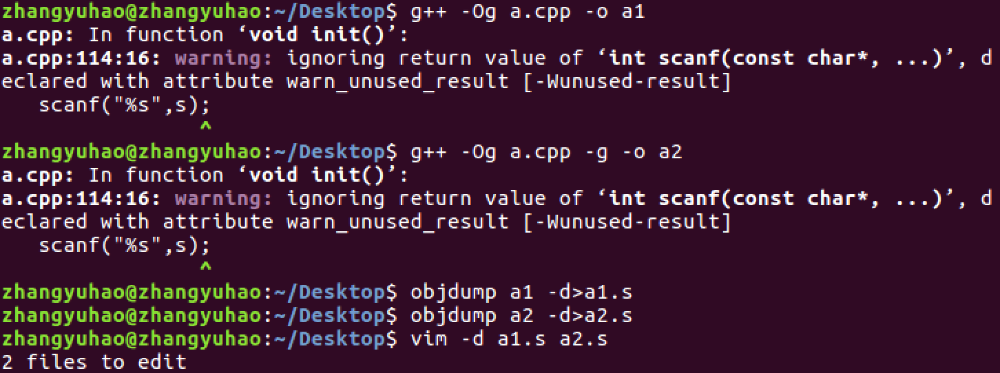 zhangyuhao@zhangyuhao:~/Desktop$ g++ -Og a.cpp -o a1
a.cpp: In function ‘void init()’:
a.cpp:114:16: warning: ignoring return value of ‘int scanf(const char*, ...)’, d
eclared with attribute warn_unused_result [-Wunused-result]
   scanf("%s",s);
                ^
zhangyuhao@zhangyuhao:~/Desktop$ g++ -Og a.cpp -g -o a2
a.cpp: In function ‘void init()’:
a.cpp:114:16: warning: ignoring return value of ‘int scanf(const char*, ...)’, d
eclared with attribute warn_unused_result [-Wunused-result]
   scanf("%s",s);
                ^
zhangyuhao@zhangyuhao:~/Desktop$ objdump a1 -d>a1.s
zhangyuhao@zhangyuhao:~/Desktop$ objdump a2 -d>a2.s
zhangyuhao@zhangyuhao:~/Desktop$ vim -d a1.s a2.s
2 files to edit